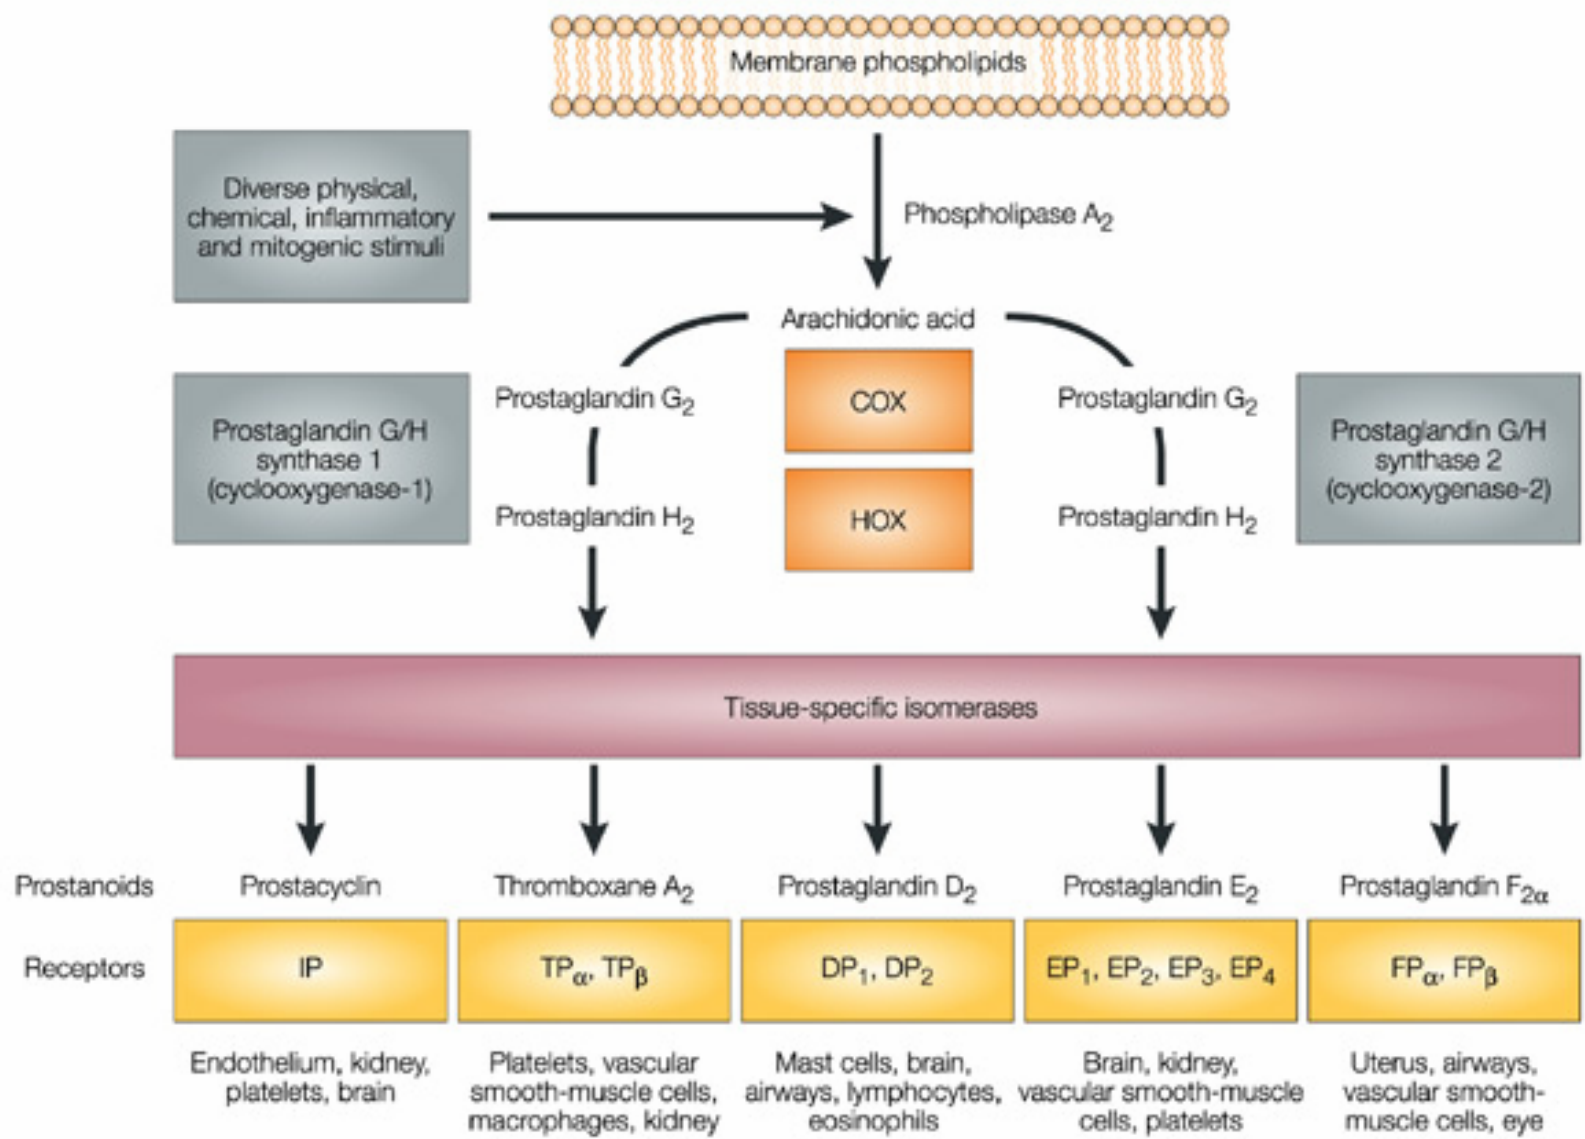 Membrane phospholipids
Diverse physical,
chemical, inflammatory
and mitogenic stimuli
Phospholipase A₂
Arachidonic acid
Prostaglandin G/H
synthase 1
(cyclooxygenase-1)
Prostaglandin G₂
COX
Prostaglandin G₂
Prostaglandin G/H
synthase 2
(cyclooxygenase-2)
Prostaglandin H₂
HOX
Prostaglandin H₂
Tissue-specific isomerases
Prostanoids
Prostacyclin
Thromboxane A₂
Prostaglandin D₂
Prostaglandin E₂
Prostaglandin F₂α
Receptors
IP
TPα, TPβ
DP₁, DP₂
EP₁, EP₂, EP₃, EP₄
FPα, FPβ
Endothelium, kidney,
platelets, brain
Platelets, vascular
smooth-muscle cells,
macrophages, kidney
Mast cells, brain,
airways, lymphocytes,
eosinophils
Brain, kidney,
vascular smooth-muscle
cells, platelets
Uterus, airways,
vascular smooth-
muscle cells, eye